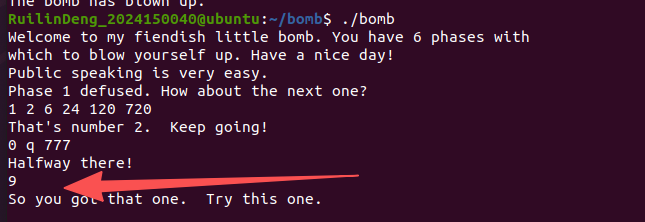 The bomb has blown up.
RuilinDeng_2024150040@ubuntu:~/bomb$ ./bomb
Welcome to my fiendish little bomb. You have 6 phases with
which to blow yourself up. Have a nice day!
Public speaking is very easy.
Phase 1 defused. How about the next one?
1 2 6 24 120 720
That's number 2.  Keep going!
0 q 777
Halfway there!
9
So you got that one.  Try this one.